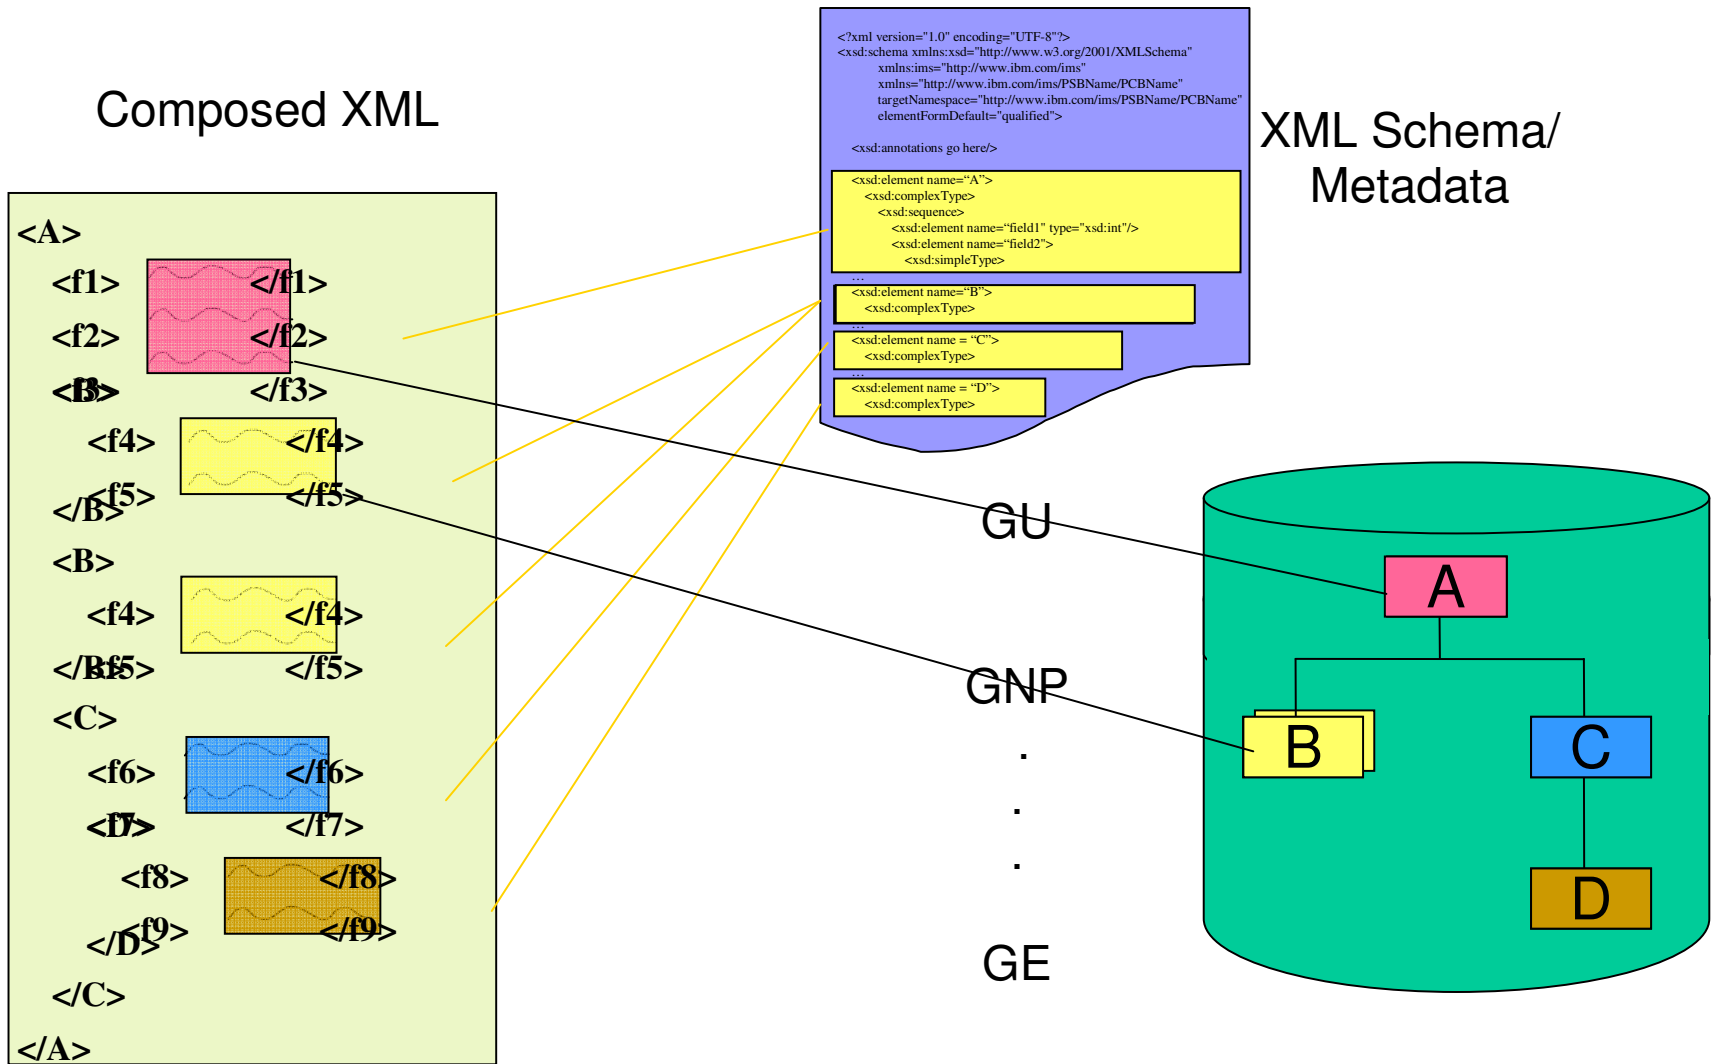 Composed XML
<A>
<f1> </f1>
<f2> </f2>
<f3> </f3>
<B>
<f4> </f4>
<f5> </f5>
</B>
<B>
<f4> </f4>
<f5> </f5>
</B>
<C>
<f6> </f6>
<f7> </f7>
<D>
<f8> </f8>
<f9> </f9>
</D>
</C>
</A>
<?xml version="1.0" encoding="UTF-8"?>
<xsd:schema xmlns:xsd="http://www.w3.org/2001/XMLSchema"
xmlns:ims="http://www.ibm.com/ims"
xmlns="http://www.ibm.com/ims/PSBName/PCBName"
targetNamespace="http://www.ibm.com/ims/PSBName/PCBName"
elementFormDefault="qualified">
<xsd:annotations go here/>
<xsd:element name=“A”>
<xsd:complexType>
<xsd:sequence>
<xsd:element name=“field1" type="xsd:int"/>
<xsd:element name=“field2">
<xsd:simpleType>
…
<xsd:element name=“B”>
<xsd:complexType>
…
<xsd:element name = “C”>
<xsd:complexType>
…
<xsd:element name = “D”>
<xsd:complexType>
XML Schema/
Metadata
GU
GNP
.
.
.
GE
A
B
C
D